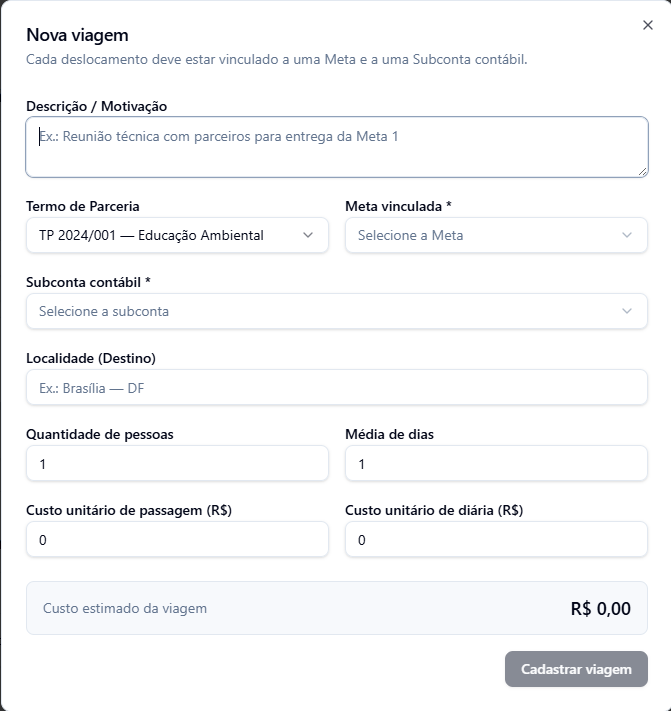 Nova viagem
Cada deslocamento deve estar vinculado a uma Meta e a uma Subconta contábil.
Descrição / Motivação
Ex.: Reunião técnica com parceiros para entrega da Meta 1
Termo de Parceria
Meta vinculada *
TP 2024/001 — Educação Ambiental
Selecione a Meta
Subconta contábil *
Selecione a subconta
Localidade (Destino)
Ex.: Brasília — DF
Quantidade de pessoas
Média de dias
1
1
Custo unitário de passagem (R$)
Custo unitário de diária (R$)
0
0
Custo estimado da viagem
R$ 0,00
Cadastrar viagem